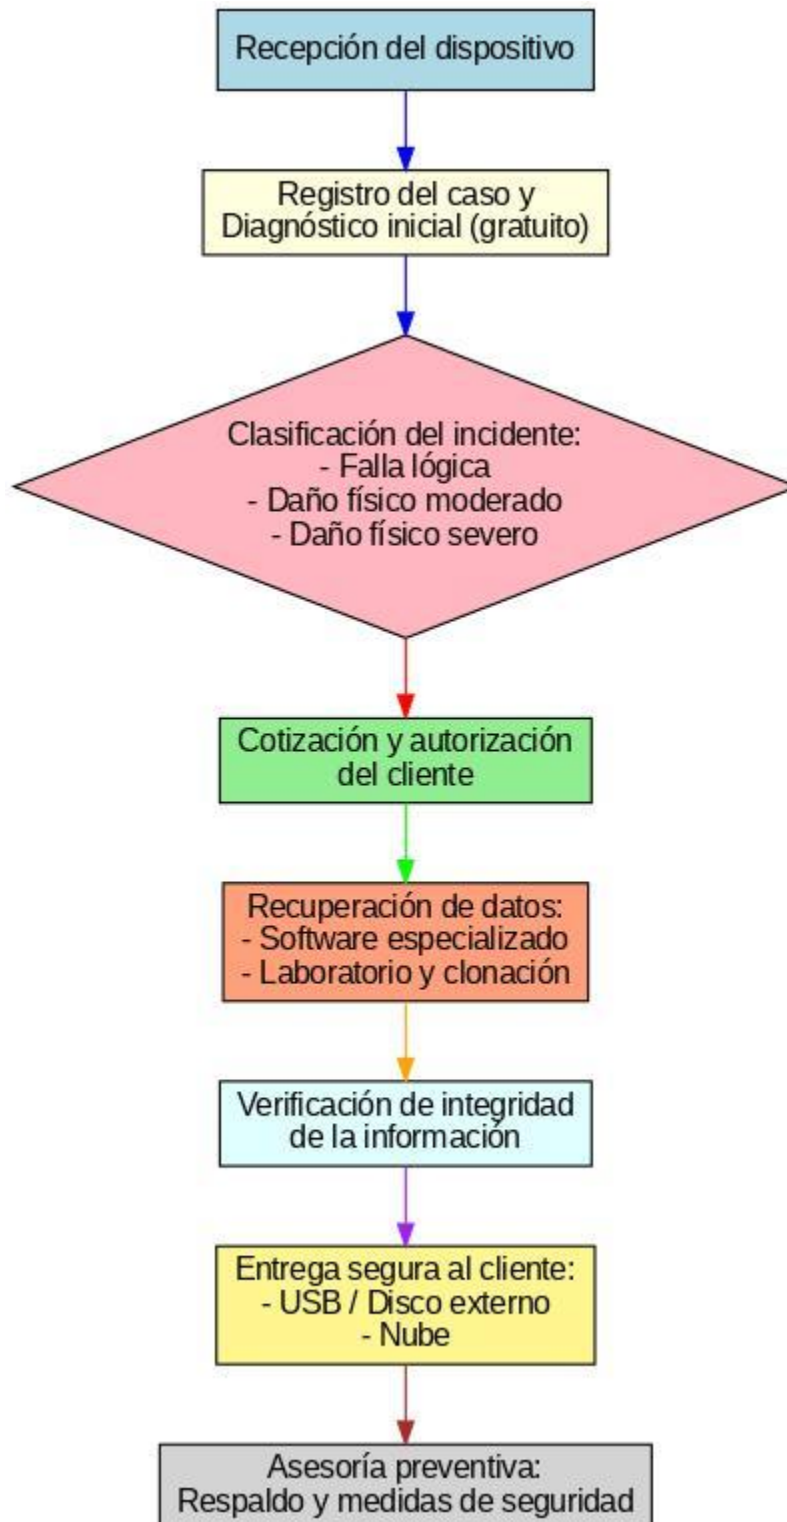 Recepción del dispositivo
Registro del caso y
Diagnóstico inicial (gratuito)
Clasificación del incidente:
- Falla lógica
- Daño físico moderado
- Daño físico severo
Cotización y autorización
del cliente
Recuperación de datos:
- Software especializado
- Laboratorio y clonación
Verificación de integridad
de la información
Entrega segura al cliente:
- USB / Disco externo
- Nube
Asesoría preventiva:
Respaldo y medidas de seguridad